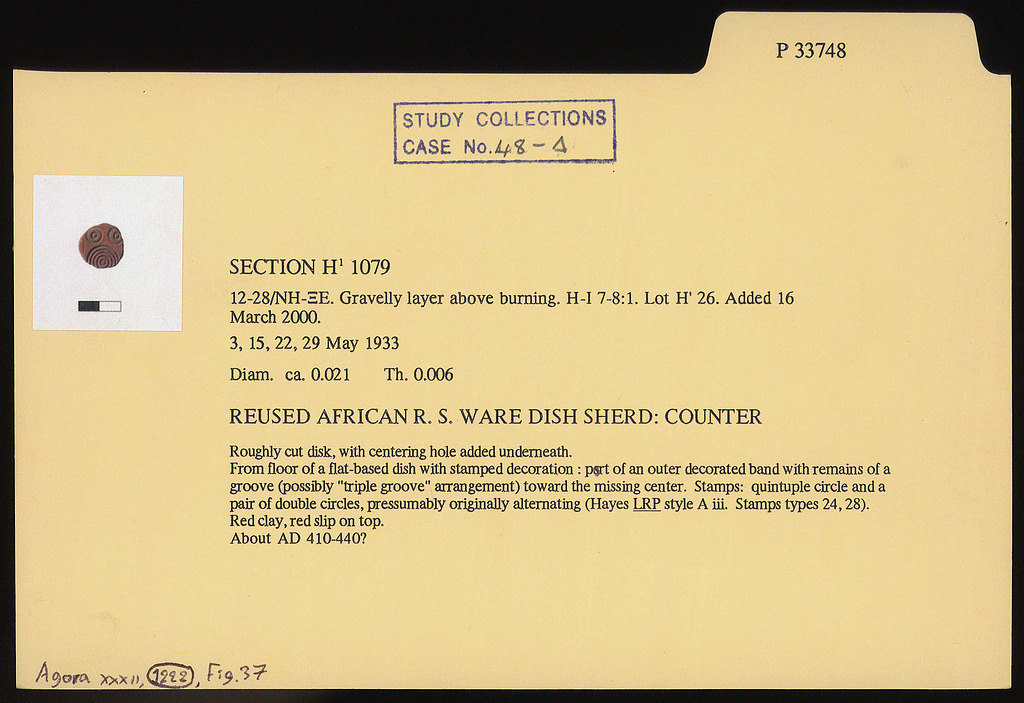 P 33748
STUDY COLLECTIONS
CASE No. 48 - Δ
SECTION H¹ 1079
12-28/NH-ΞE. Gravelly layer above burning. H-I 7-8:1. Lot H' 26. Added 16
March 2000.
3, 15, 22, 29 May 1933
Diam. ca. 0.021 Th. 0.006
REUSED AFRICAN R. S. WARE DISH SHERD: COUNTER
Roughly cut disk, with centering hole added underneath.
From floor of a flat-based dish with stamped decoration : part of an outer decorated band with remains of a
groove (possibly "triple groove" arrangement) toward the missing center. Stamps: quintuple circle and a
pair of double circles, pressumably originally alternating (Hayes LRP style A iii. Stamps types 24, 28).
Red clay, red slip on top.
About AD 410-440?
Agora xxxii, 1222, Fig. 37